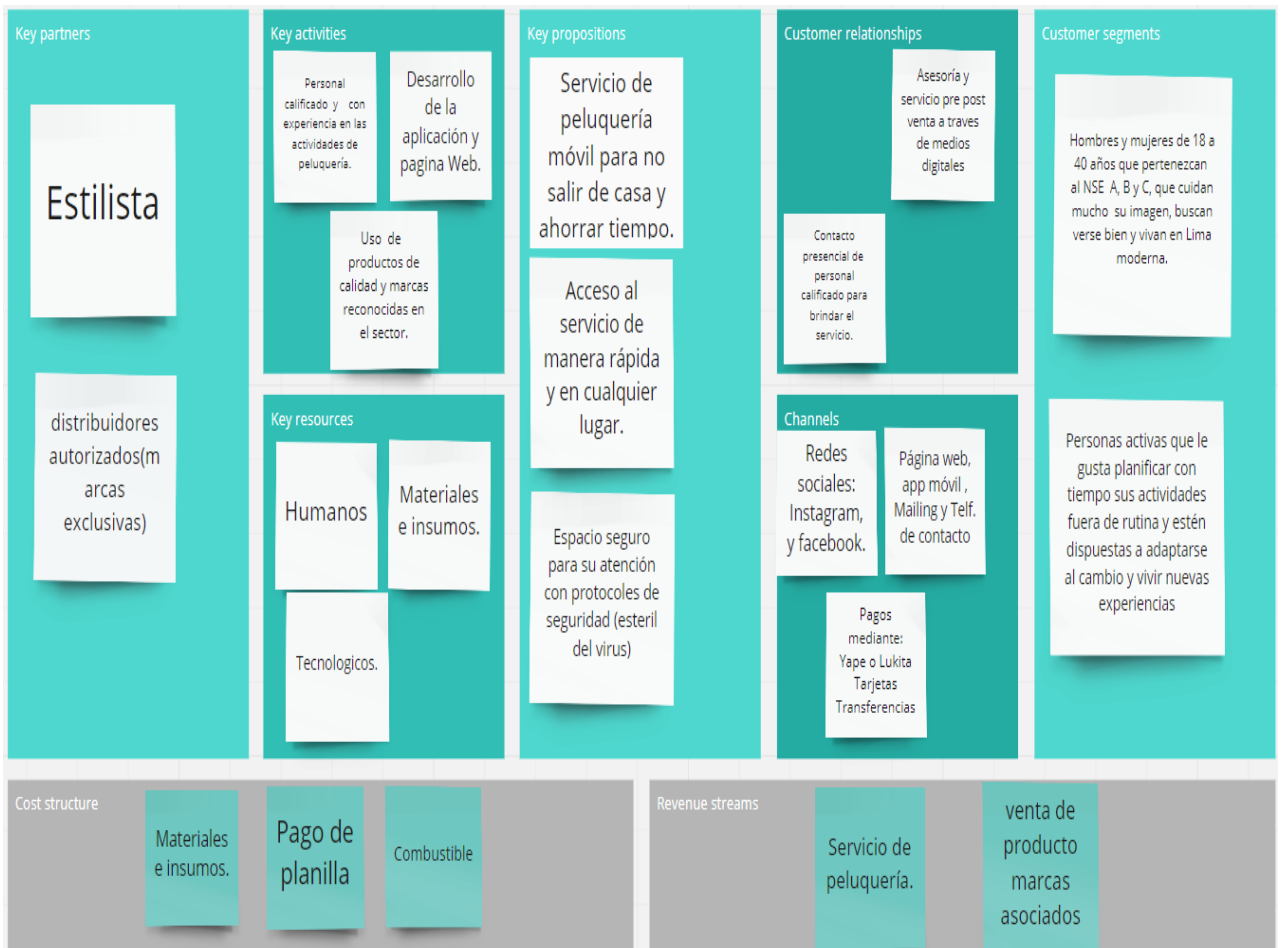 Key partners
Estilista
distribuidores
autorizados(m
arcas
exclusivas)
Key activities
Personal
calificado y con
experiencia en las
actividades de
peluquería.
Desarrollo
de la
aplicación y
pagina Web.
Uso de
productos de
calidad y marcas
reconocidas en
el sector.
Key resources
Humanos
Materiales
e insumos.
Tecnologicos.
Key propositions
Servicio de
peluquería
móvil para no
salir de casa y
ahorrar tiempo.
Acceso al
servicio de
manera rápida
y en cualquier
lugar.
Espacio seguro
para su atención
con protocoles de
seguridad (esteril
del virus)
Customer relationships
Asesoría y
servicio pre post
venta a traves
de medios
digitales
Contacto
presencial de
personal
calificado para
brindar el
servicio.
Channels
Redes
sociales:
Instagram,
y facebook.
Página web,
app móvil ,
Mailing y Telf.
de contacto
Pagos
mediante:
Yape o Lukita
Tarjetas
Transferencias
Customer segments
Hombres y mujeres de 18 a
40 años que pertenezcan
al NSE A, B y C, que cuidan
mucho su imagen, buscan
verse bien y vivan en Lima
moderna.
Personas activas que le
gusta planificar con
tiempo sus actividades
fuera de rutina y estén
dispuestas a adaptarse
al cambio y vivir nuevas
experiencias
Cost structure
Materiales
e insumos.
Pago de
planilla
Combustible
Revenue streams
Servicio de
peluquería.
venta de
producto
marcas
asociados